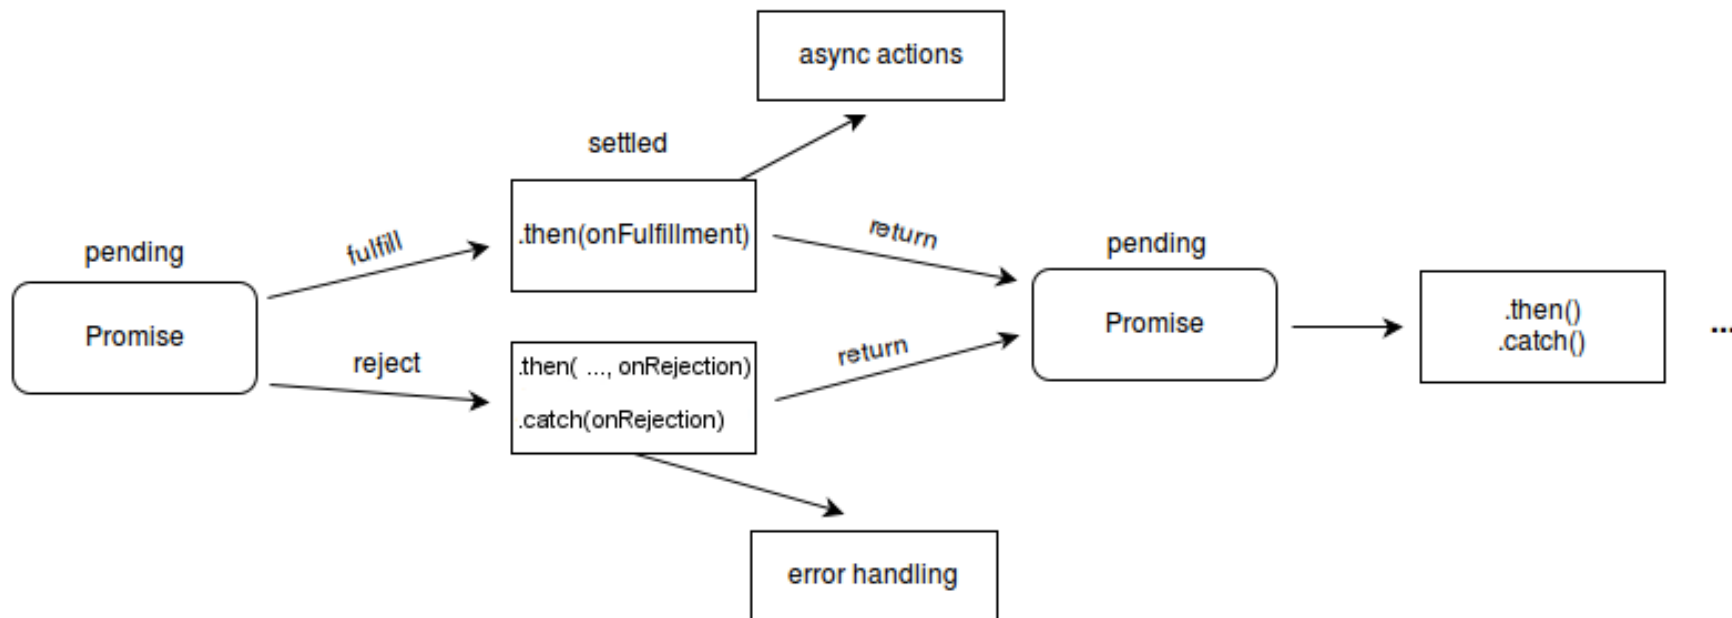 async actions
settled
.then(onFulfillment)
return
fulfill
pending
pending
Promise
Promise
.then()
.catch()
...
reject
.then( ..., onRejection)
.catch(onRejection)
return
error handling